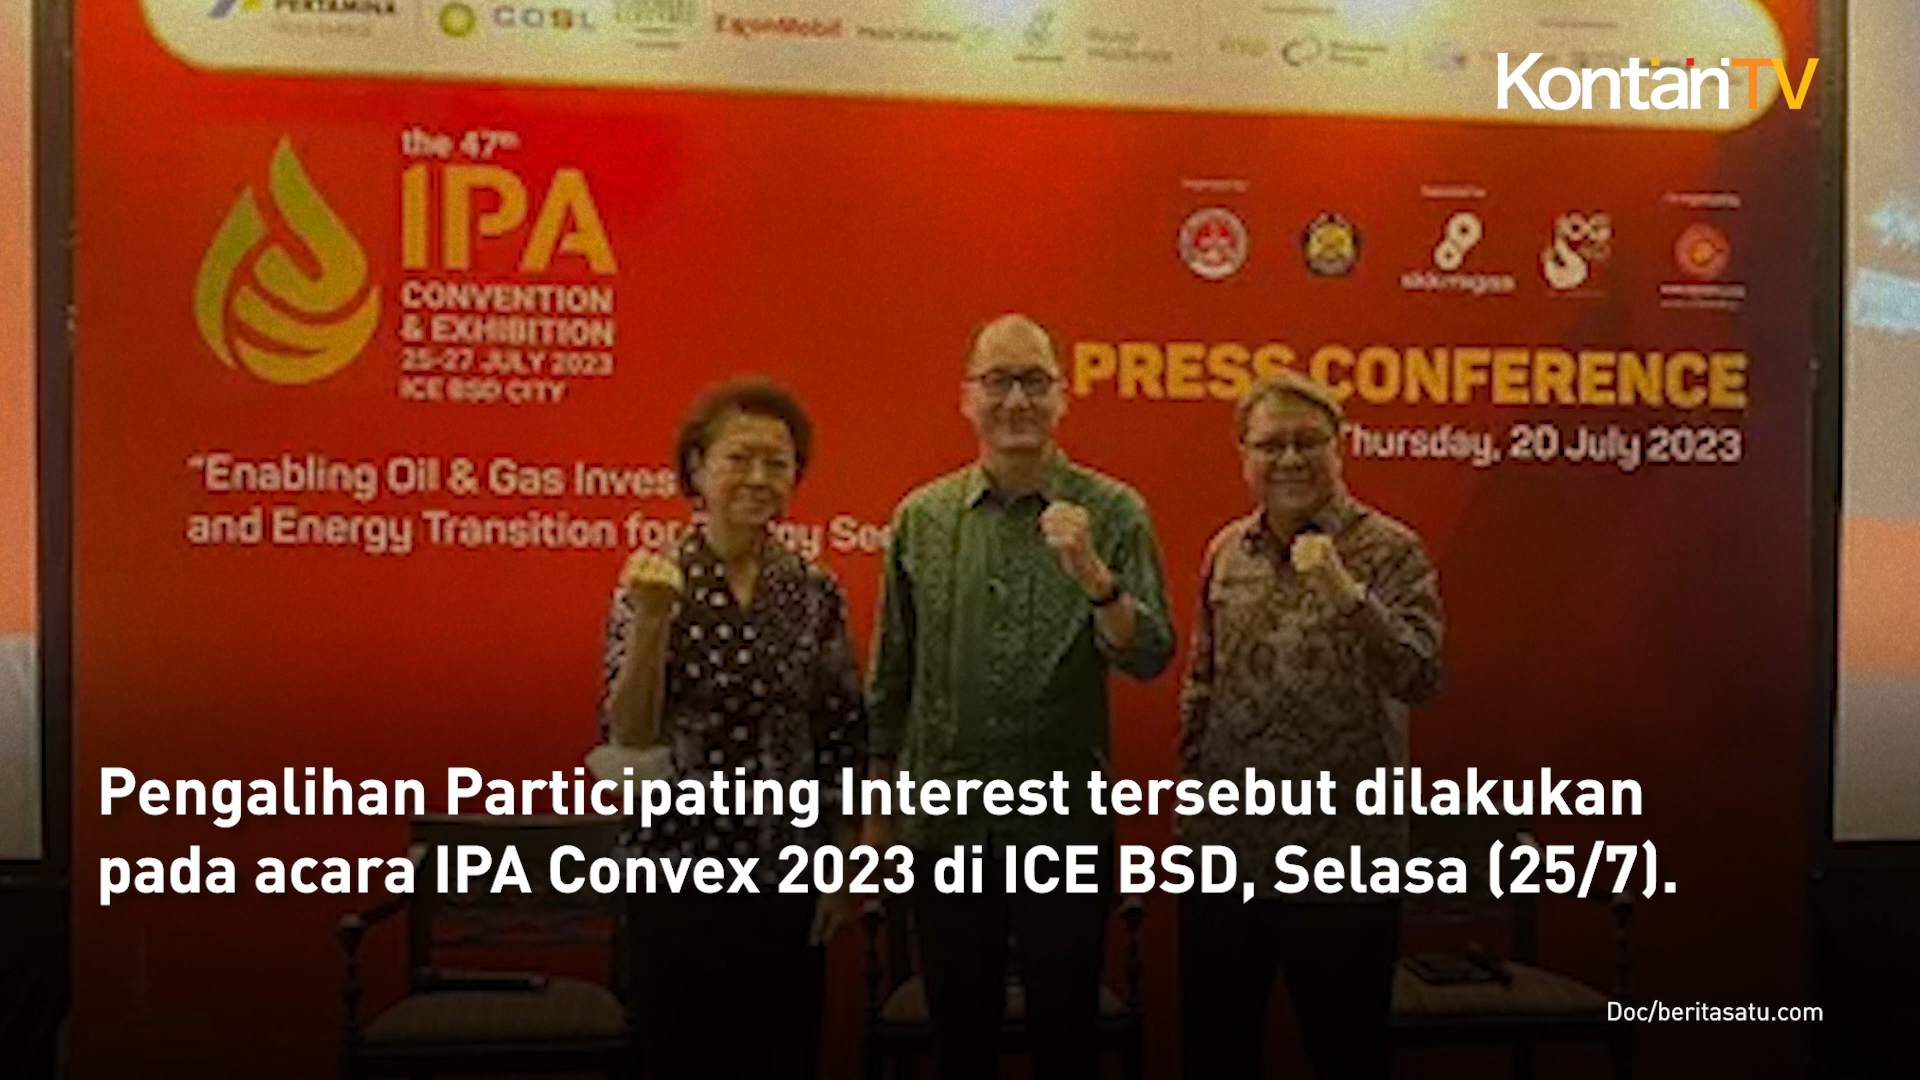 PERTAMINA
COSL
ExxonMobil
KontanTV
the 47th
IPA
CONVENTION
& EXHIBITION
25-27 JULY 2023
ICE BSD CITY
skkmigas
PRESS CONFERENCE
Thursday, 20 July 2023
"Enabling Oil & Gas Inves
and Energy Transition for
Pengalihan Participating Interest tersebut dilakukan
pada acara IPA Convex 2023 di ICE BSD, Selasa (25/7).
Doc/beritasatu.com